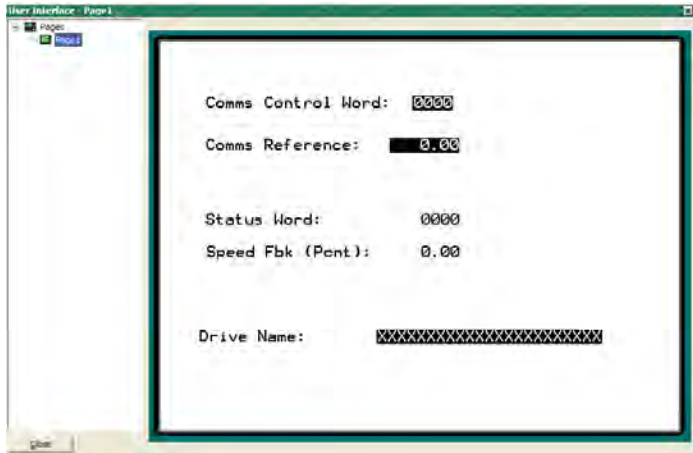 User Interface - Page1
Pages
Page1
Comms Control Word: 0000
Comms Reference: 0.00
Status Word: 0000
Speed Fbk (Pcnt): 0.00
Drive Name: XXXXXXXXXXXXXXXXXXXXXXXX
Close